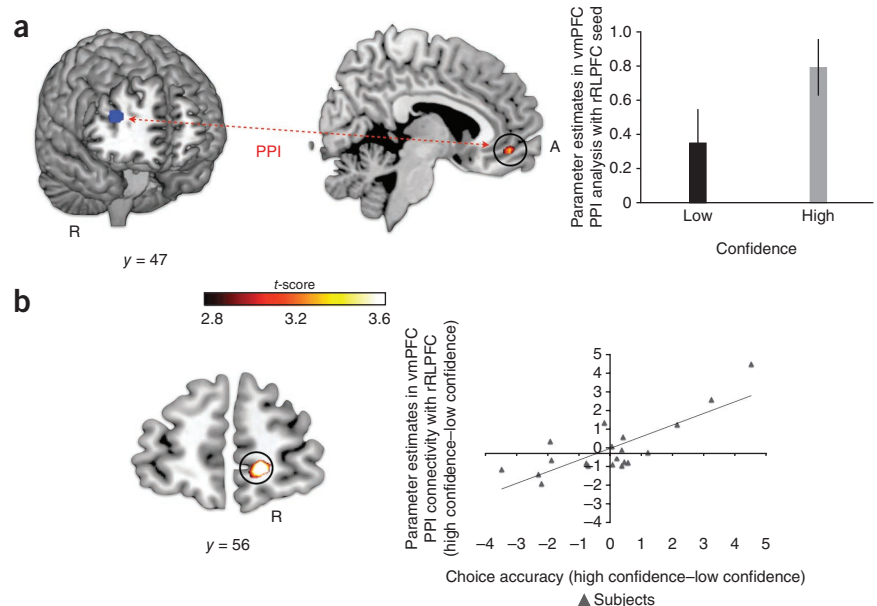 a
PPI
A
R
y = 47
Parameter estimates in vmPFC
PPI analysis with rRLPFC seed
1.0
0.8
0.6
0.4
0.2
0
Low
High
Confidence
b
t-score
2.8
3.2
3.6
R
y = 56
Parameter estimates in vmPFC
PPI connectivity with rRLPFC
(high confidence–low confidence)
5
4
3
2
1
0
−1
−2
−3
−4
−4 −3 −2 −1 0 1 2 3 4 5
Choice accuracy (high confidence–low confidence)
▲ Subjects